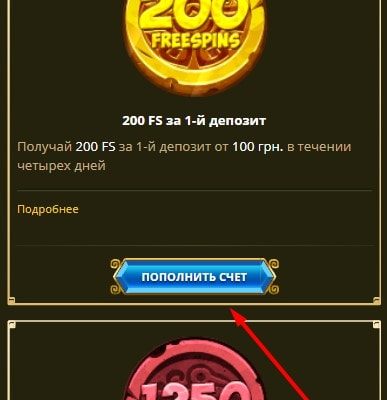 200
FREESPINS
200 FS за 1-й депозит
Получай 200 FS за 1-й депозит от 100 грн. в течении
четырех дней
Подробнее
ПОПОЛНИТЬ СЧЕТ
1250